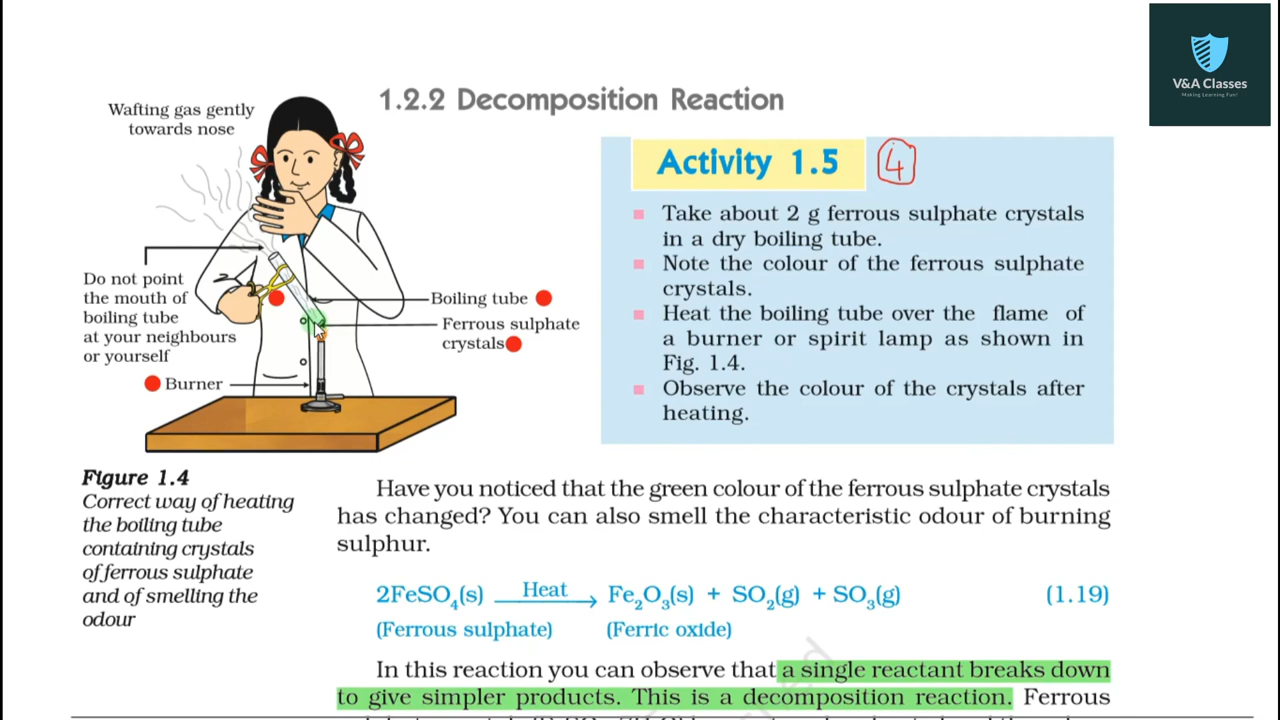 V&A Classes
Making Learning Fun!
1.2.2 Decomposition Reaction
Wafting gas gently
towards nose
Do not point
the mouth of
boiling tube
at your neighbours
or yourself
Boiling tube
Ferrous sulphate
crystals
Burner
Figure 1.4
Correct way of heating
the boiling tube
containing crystals
of ferrous sulphate
and of smelling the
odour
Activity 1.5
4
Take about 2 g ferrous sulphate crystals
in a dry boiling tube.
Note the colour of the ferrous sulphate
crystals.
Heat the boiling tube over the flame of
a burner or spirit lamp as shown in
Fig. 1.4.
Observe the colour of the crystals after
heating.
Have you noticed that the green colour of the ferrous sulphate crystals
has changed? You can also smell the characteristic odour of burning
sulphur.
2FeSO₄(s) Heat → Fe₂O₃(s) + SO₂(g) + SO₃(g) (1.19)
(Ferrous sulphate) (Ferric oxide)
In this reaction you can observe that a single reactant breaks down
to give simpler products. This is a decomposition reaction. Ferrous